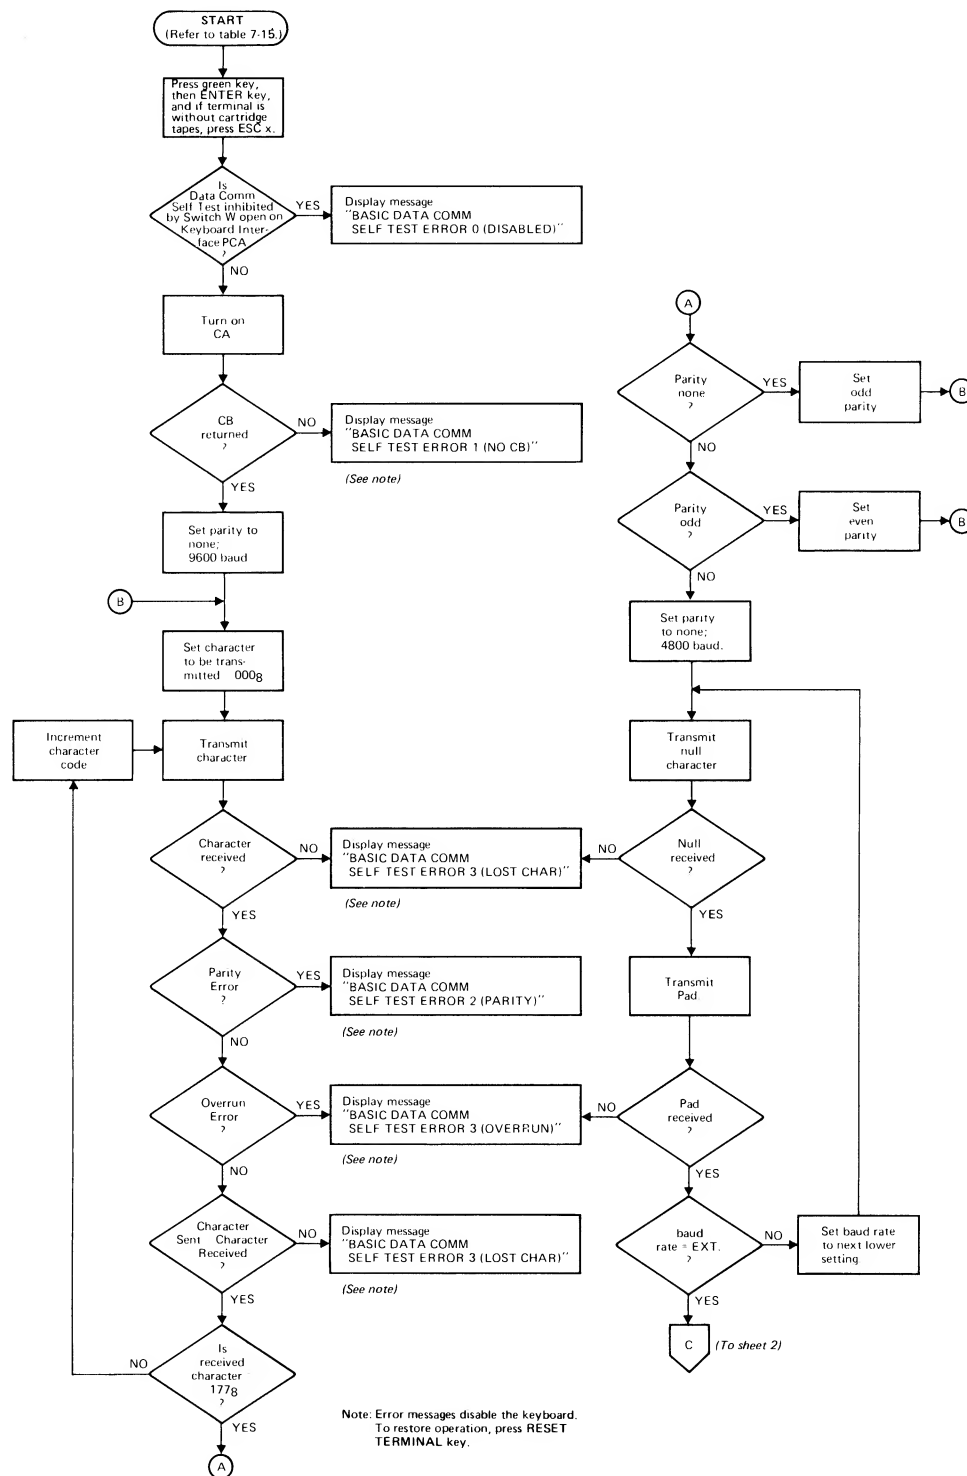 START
(Refer to table 7-15.)
Press green key,
then ENTER key,
and if terminal is
without cartridge
tapes, press ESC x.
Is
Data Comm
Self Test inhibited
by Switch W open on
Keyboard Inter-
face PCA
?
YES
Display message
"BASIC DATA COMM
SELF TEST ERROR 0 (DISABLED)"
NO
Turn on
CA
CB
returned
?
NO
Display message
"BASIC DATA COMM
SELF TEST ERROR 1 (NO CB)"
(See note)
YES
Set parity to
none;
9600 baud
B
Set character
to be trans-
mitted 000₈
Increment
character
code
Transmit
character
Character
received
?
NO
Display message
"BASIC DATA COMM
SELF TEST ERROR 3 (LOST CHAR)"
(See note)
YES
Parity
Error
?
YES
Display message
"BASIC DATA COMM
SELF TEST ERROR 2 (PARITY)"
(See note)
NO
Overrun
Error
?
YES
Display message
"BASIC DATA COMM
SELF TEST ERROR 3 (OVERRUN)"
(See note)
NO
Character
Sent Character
Received
?
NO
Display message
"BASIC DATA COMM
SELF TEST ERROR 3 (LOST CHAR)"
(See note)
YES
Is
received
character
177₈
?
NO
YES
A
A
Parity
none
?
YES
Set
odd
parity
B
NO
Parity
odd
?
YES
Set
even
parity
B
NO
Set parity
to none;
4800 baud.
Transmit
null
character
Null
received
?
NO
YES
Transmit
Pad.
Pad
received
?
NO
YES
baud
rate = EXT.
?
NO
Set baud rate
to next lower
setting
YES
C
(To sheet 2)
Note: Error messages disable the keyboard.
To restore operation, press RESET
TERMINAL key.